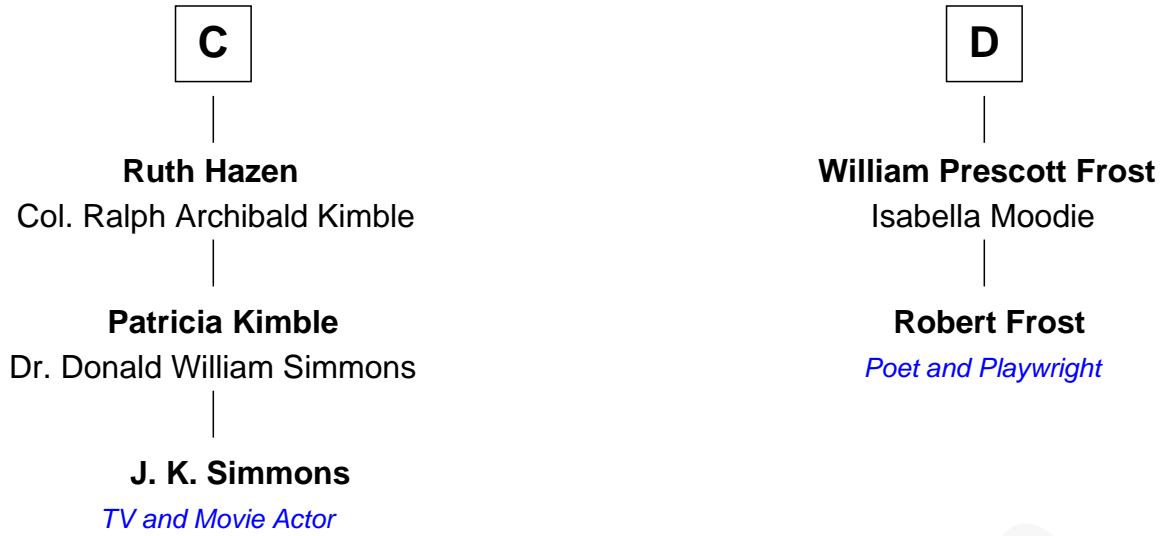 C
Ruth Hazen
Col. Ralph Archibald Kimble
Patricia Kimble
Dr. Donald William Simmons
J. K. Simmons
TV and Movie Actor
D
William Prescott Frost
Isabella Moodie
Robert Frost
Poet and Playwright